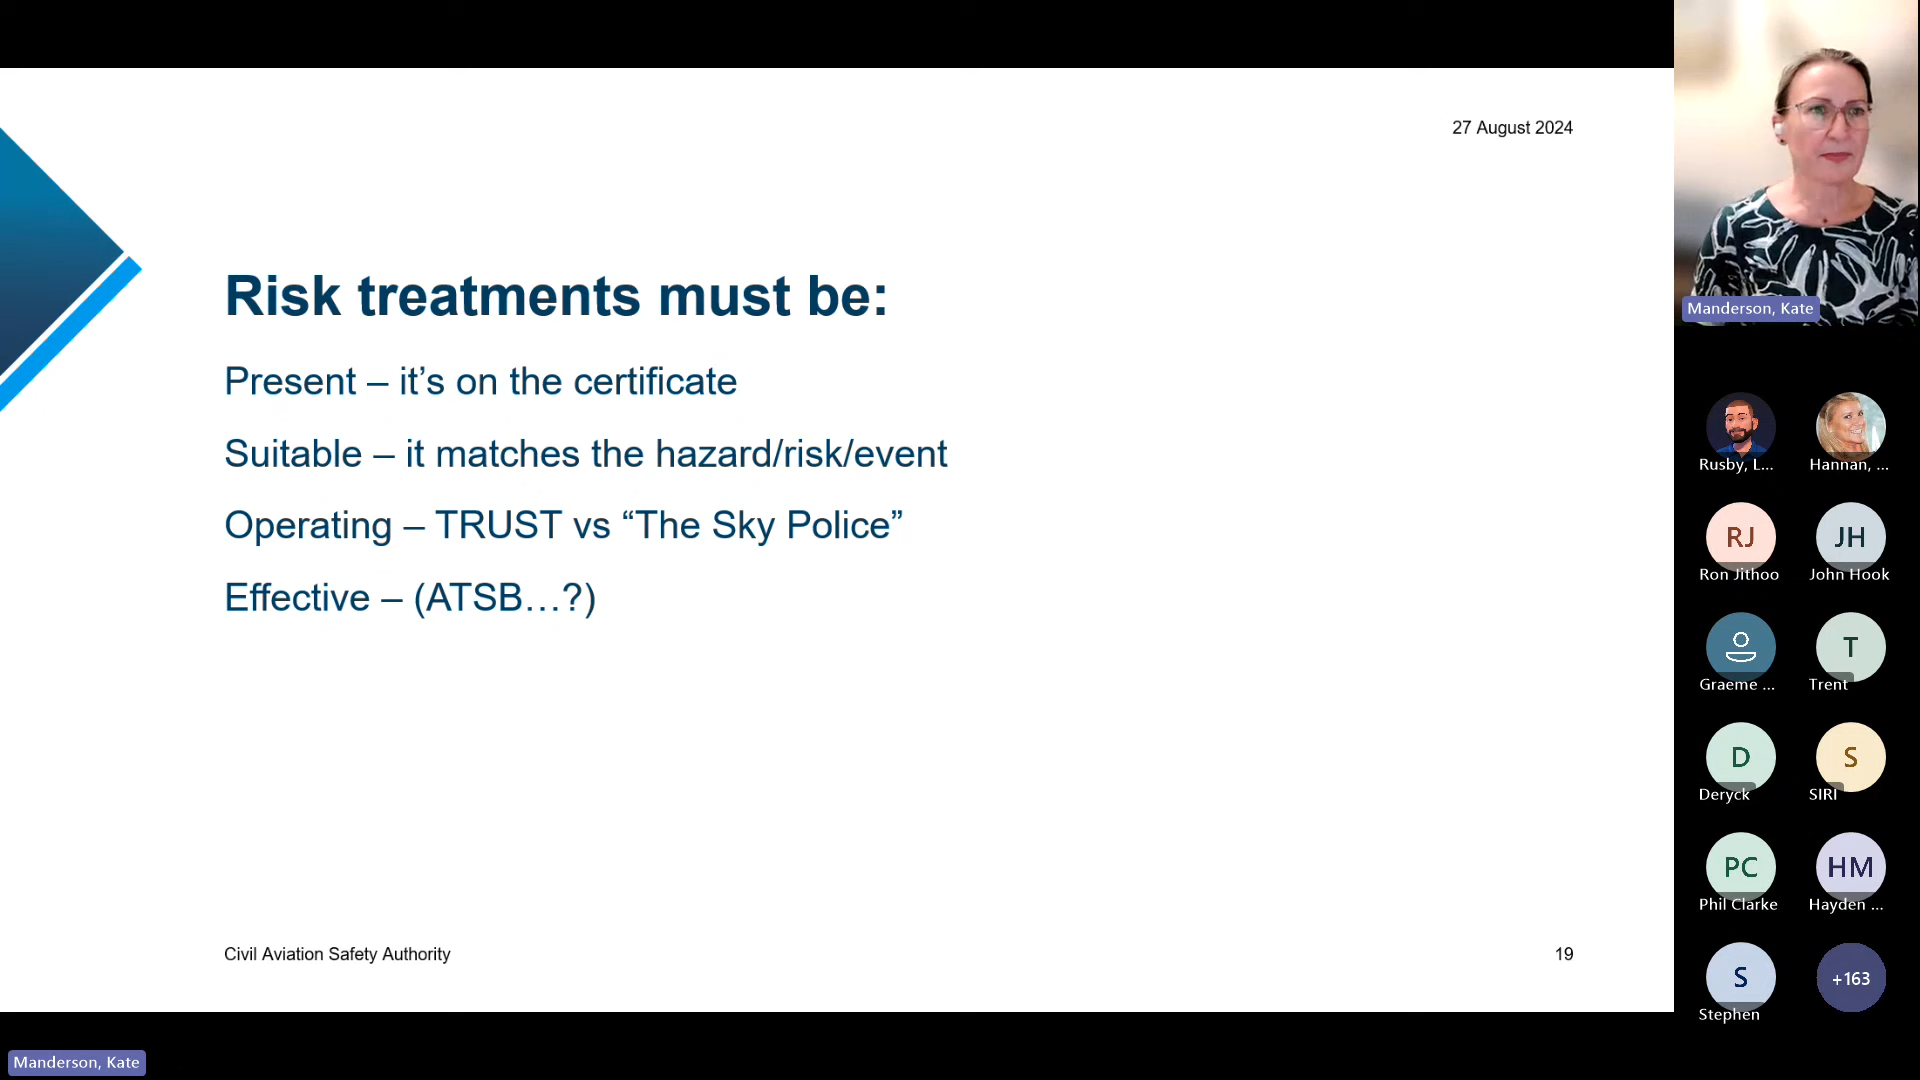 27 August 2024
Risk treatments must be:
Present – it’s on the certificate
Suitable – it matches the hazard/risk/event
Operating – TRUST vs “The Sky Police”
Effective – (ATSB…?)
Civil Aviation Safety Authority
19
Manderson, Kate
Manderson, Kate
Rusby, L...
Hannan, ...
RJ
JH
Ron Jithoo
John Hook
T
Graeme ...
Trent
D
S
Deryck
SIRI
PC
HM
Phil Clarke
Hayden ...
S
+163
Stephen